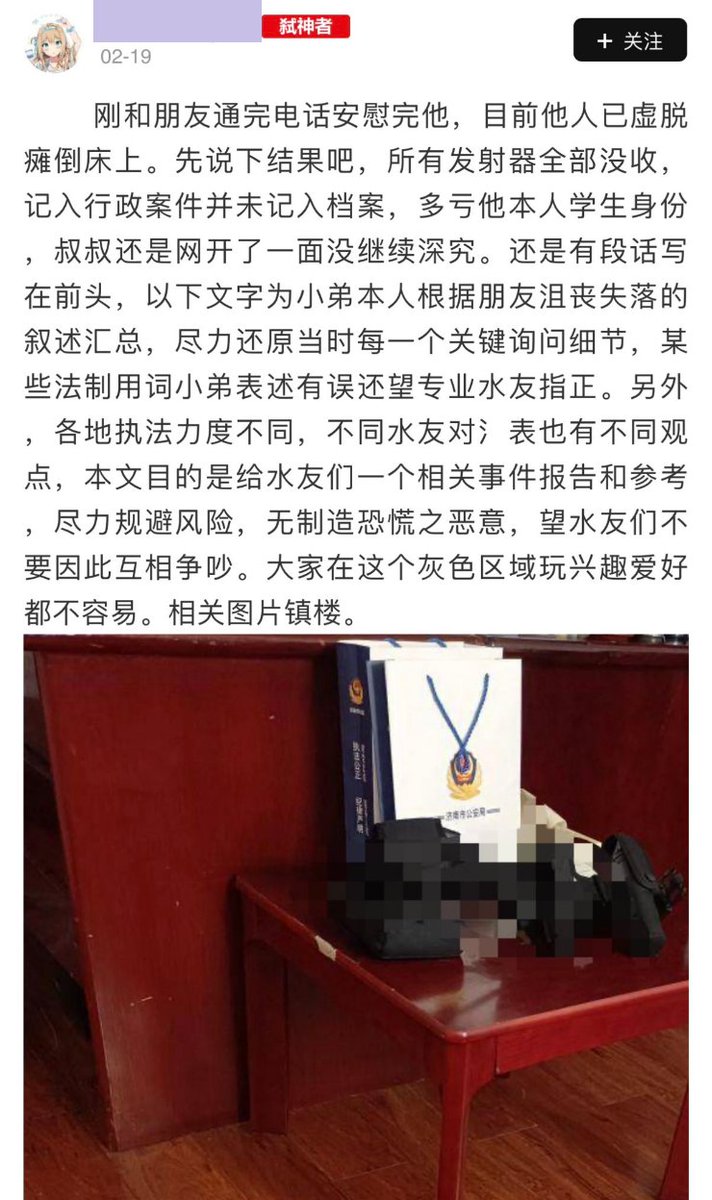 弑神者
02-19
+ 关注
刚和朋友通完电话安慰完他，目前他人已虚脱
瘫倒床上。先说下结果吧，所有发射器全部没收，
记入行政案件并未记入档案，多亏他本人学生身份
，叔叔还是网开了一面没继续深究。还是有段话写
在前头，以下文字为小弟本人根据朋友沮丧失落的
叙述汇总，尽力还原当时每一个关键询问细节，某
些法制用词小弟表述有误还望专业水友指正。另外
，各地执法力度不同，不同水友对氵表也有不同观
点，本文目的是给水友们一个相关事件报告和参考
，尽力规避风险，无制造恐慌之恶意，望水友们不
要因此互相争吵。大家在这个灰色区域玩兴趣爱好
都不容易。相关图片镇楼。
执法公正 纪律严明
济南市公安局